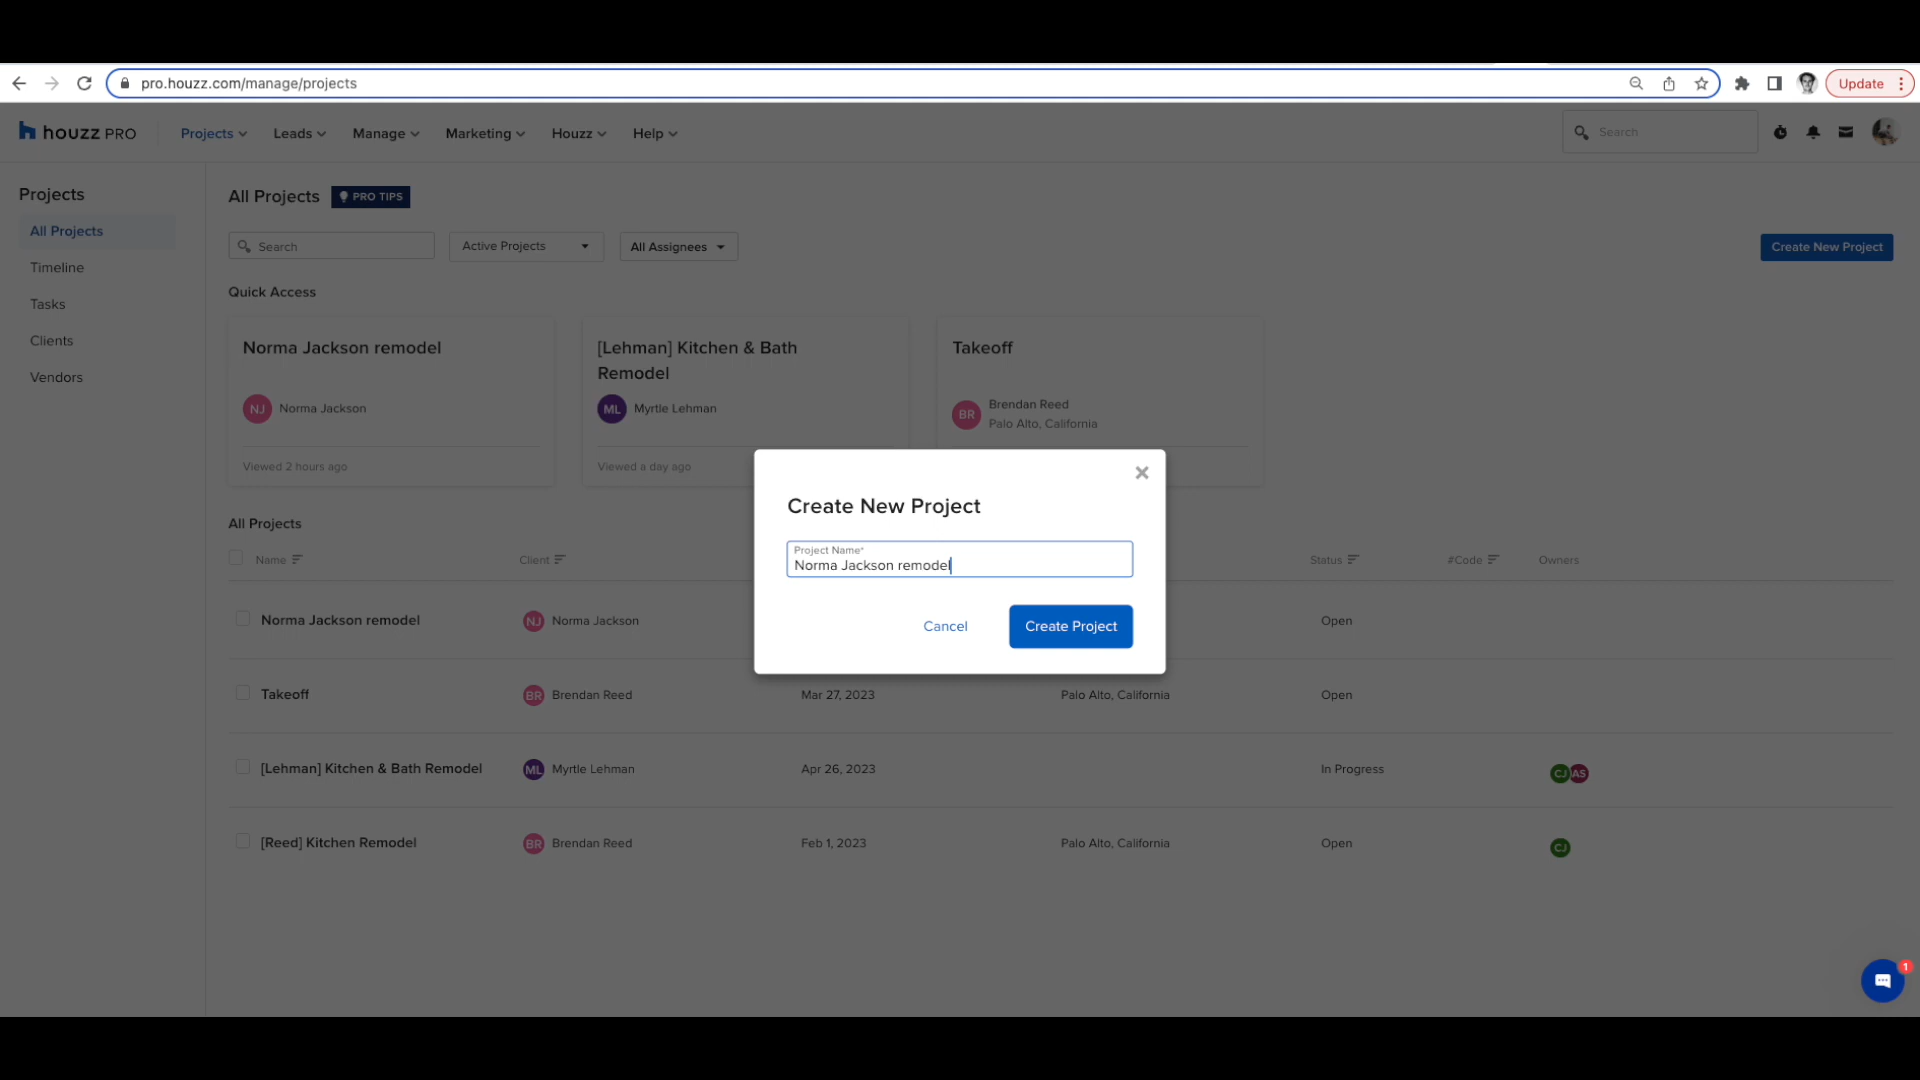 pro.houzz.com/manage/projects
Update
houzz PRO
Projects
Leads
Manage
Marketing
Houzz
Help
Search
Projects
All Projects
Timeline
Tasks
Clients
Vendors
All Projects
PRO TIPS
Search
Active Projects
All Assignees
Create New Project
Quick Access
Norma Jackson remodel
NJ
Norma Jackson
Viewed 2 hours ago
[Lehman] Kitchen & Bath
Remodel
ML
Myrtle Lehman
Viewed a day ago
Takeoff
BR
Brendan Reed
Palo Alto, California
Create New Project
Project Name*
Norma Jackson remodel
Cancel
Create Project
All Projects
Name
Client
Status
#Code
Owners
Norma Jackson remodel
NJ
Norma Jackson
Open
Takeoff
BR
Brendan Reed
Mar 27, 2023
Palo Alto, California
Open
[Lehman] Kitchen & Bath Remodel
ML
Myrtle Lehman
Apr 26, 2023
In Progress
CJ
AS
[Reed] Kitchen Remodel
BR
Brendan Reed
Feb 1, 2023
Palo Alto, California
Open
CJ
1